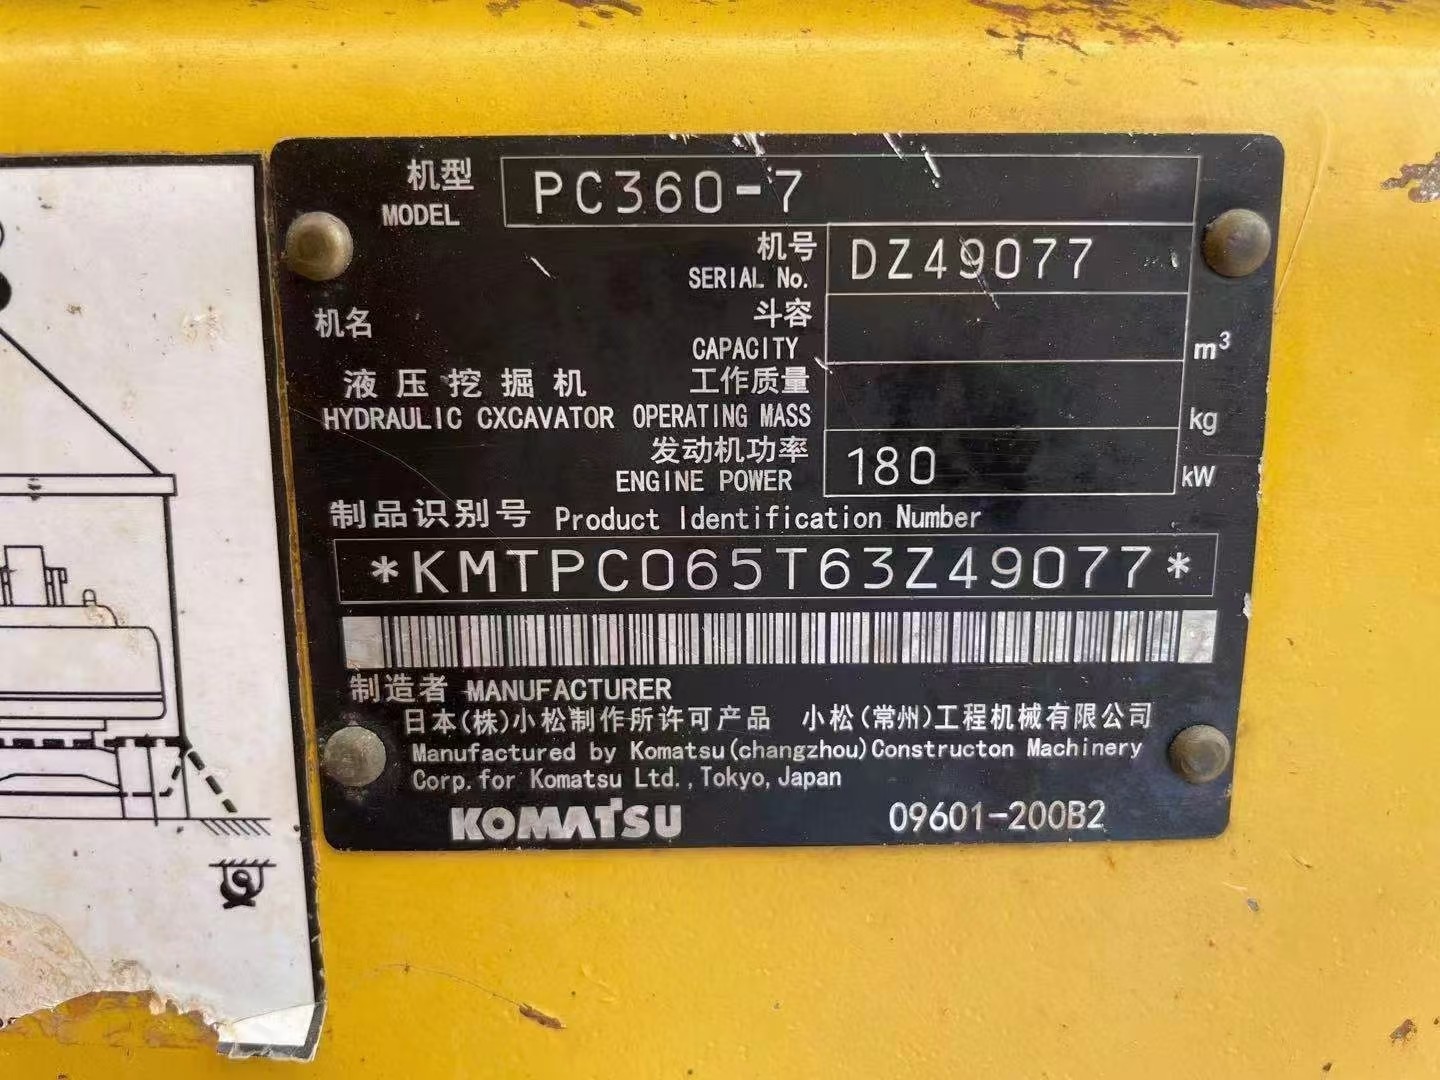 机型 PC360-7
MODEL
机号 DZ49077
SERIAL No.
机名 斗容
CAPACITY m³
液压挖掘机 工作质量
HYDRAULIC CXCAVATOR OPERATING MASS kg
发动机功率 180
ENGINE POWER kW
制品识别号 Product Identification Number
*KMTPC065T63Z49077*
制造者 MANUFACTURER
日本(株)小松制作所许可产品 小松(常州)工程机械有限公司
Manufactured by Komatsu(changzhou)Constructon Machinery
Corp.for Komatsu Ltd.,Tokyo,Japan
KOMATSU 09601-200B2